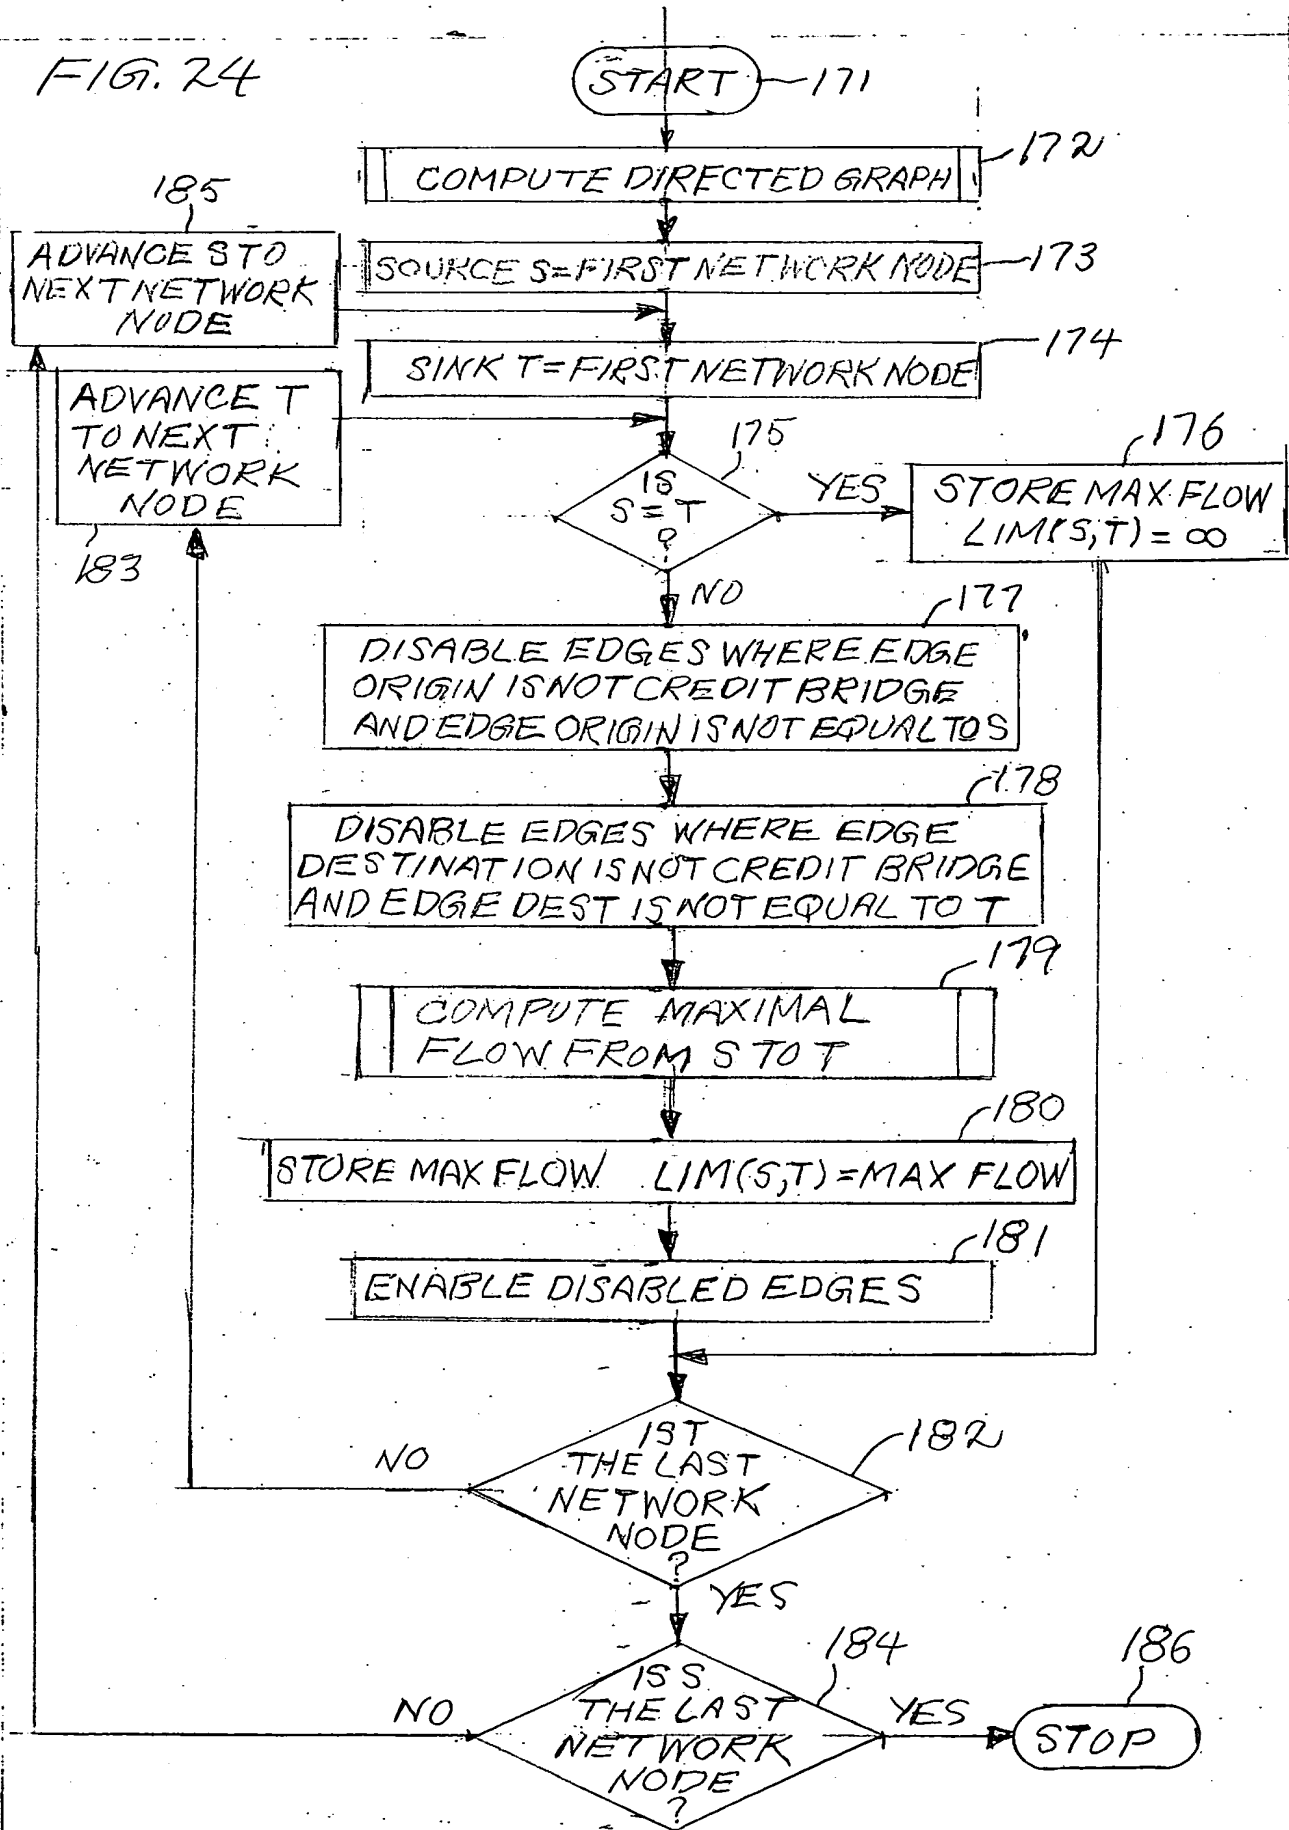 FIG. 24
START
171
COMPUTE DIRECTED GRAPH
172
185
ADVANCE S TO
NEXT NETWORK
NODE
SOURCE S=FIRST NETWORK NODE
173
SINK T=FIRST NETWORK NODE
174
ADVANCE T
TO NEXT
NETWORK
NODE
183
175
IS
S=T
?
YES
176
STORE MAX FLOW
LIM(S,T)=∞
NO
177
DISABLE EDGES WHERE EDGE
ORIGIN IS NOT CREDIT BRIDGE
AND EDGE ORIGIN IS NOT EQUAL TO S
178
DISABLE EDGES WHERE EDGE
DESTINATION IS NOT CREDIT BRIDGE
AND EDGE DEST IS NOT EQUAL TO T
179
COMPUTE MAXIMAL
FLOW FROM S TO T
180
STORE MAX FLOW LIM(S,T)=MAX FLOW
181
ENABLE DISABLED EDGES
182
IS T
THE LAST
NETWORK
NODE
?
NO
YES
184
IS S
THE LAST
NETWORK
NODE
?
NO
YES
186
STOP